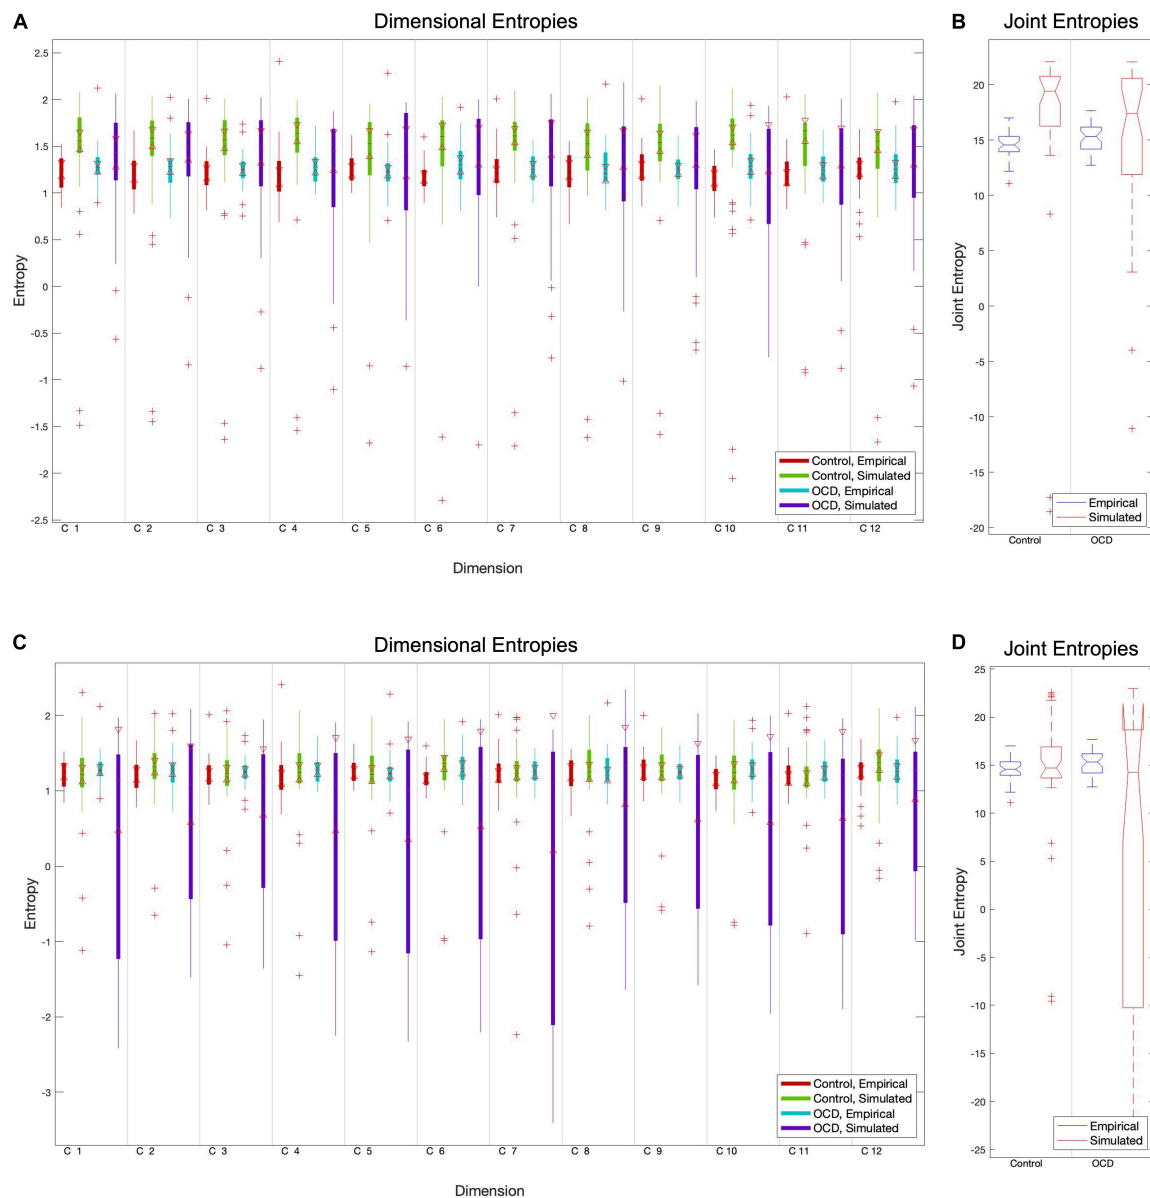 A
Dimensional Entropies
2.5
2
1.5
1
0.5
0
-0.5
-1
-1.5
-2
-2.5
Entropy
C 1
C 2
C 3
C 4
C 5
C 6
C 7
C 8
C 9
C 10
C 11
C 12
Dimension
Control, Empirical
Control, Simulated
OCD, Empirical
OCD, Simulated
B
Joint Entropies
20
15
10
5
0
-5
-10
-15
-20
Joint Entropy
Empirical
Simulated
Control
OCD
C
Dimensional Entropies
2
1
0
-1
-2
-3
Entropy
C 1
C 2
C 3
C 4
C 5
C 6
C 7
C 8
C 9
C 10
C 11
C 12
Dimension
Control, Empirical
Control, Simulated
OCD, Empirical
OCD, Simulated
D
Joint Entropies
25
20
15
10
5
0
-5
-10
-15
-20
-25
Joint Entropy
Empirical
Simulated
Control
OCD